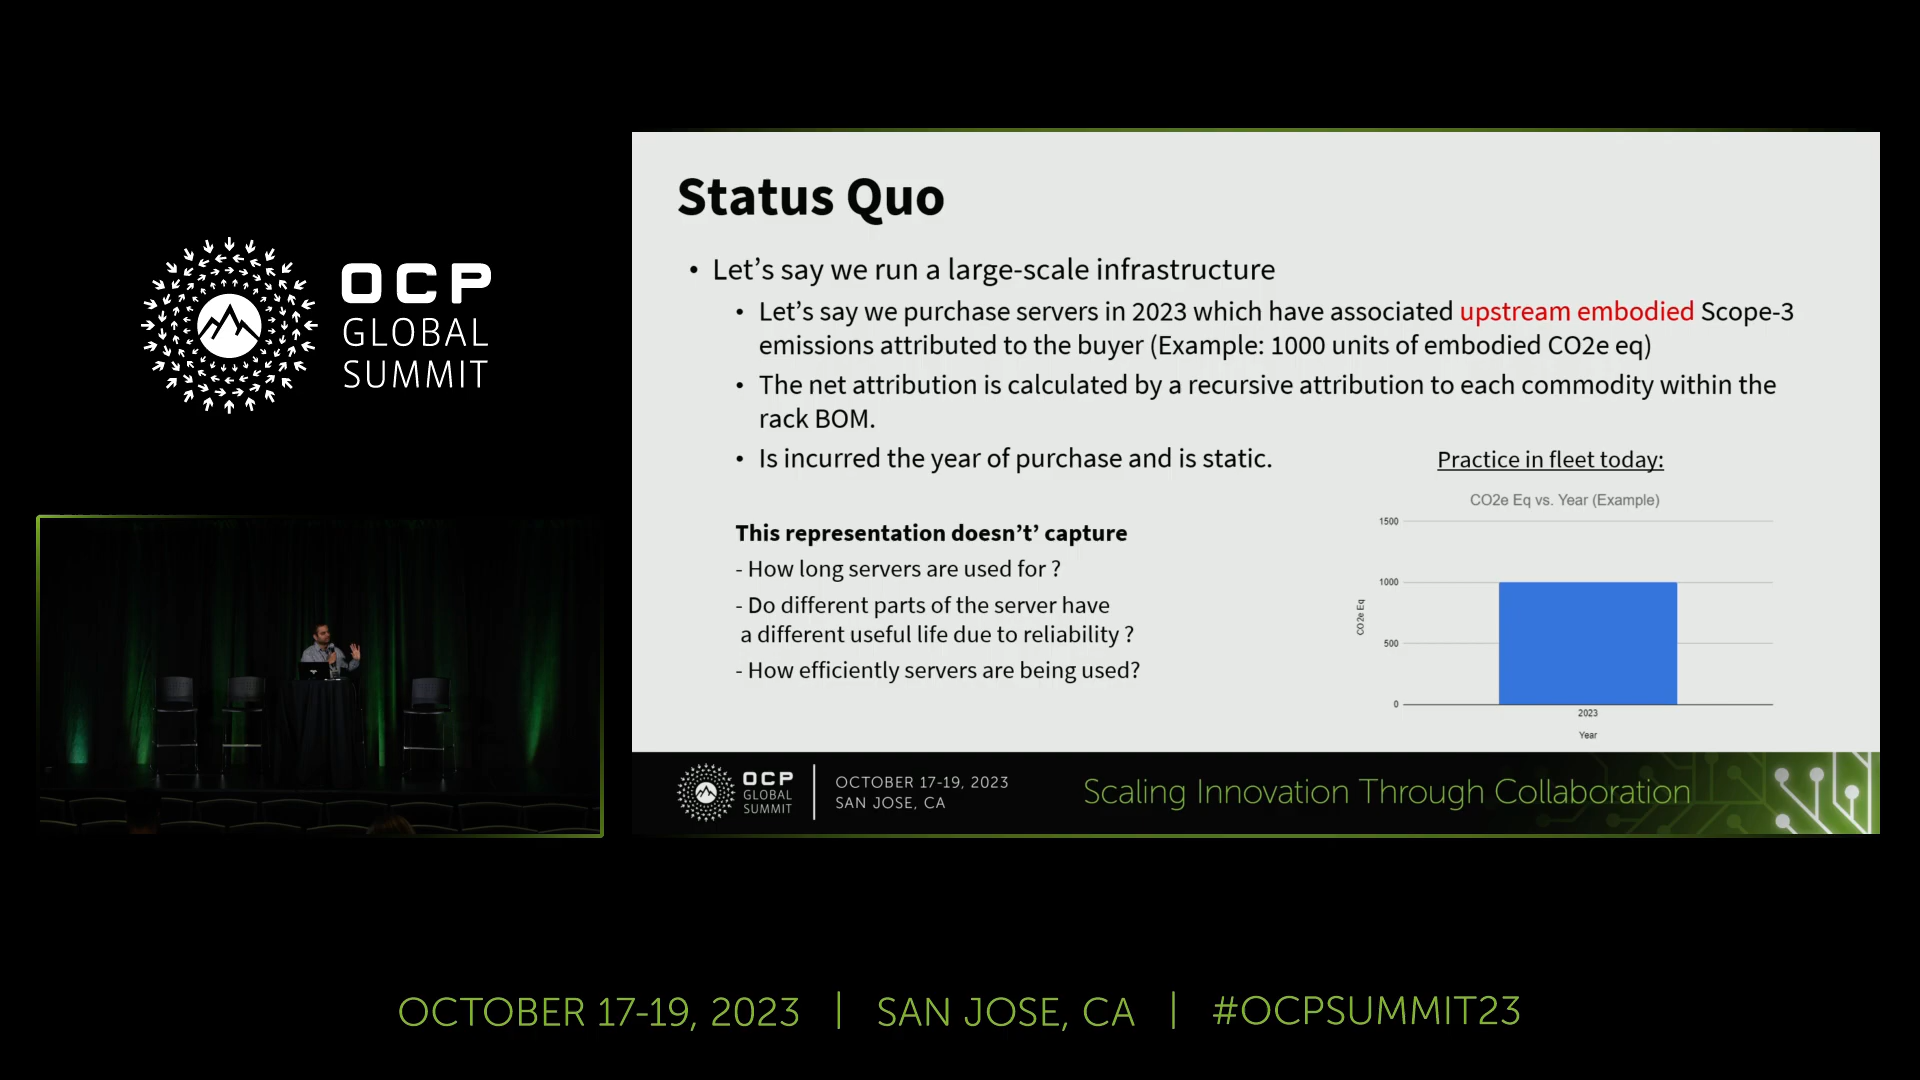 OCP
GLOBAL
SUMMIT
Status Quo
• Let’s say we run a large-scale infrastructure
• Let’s say we purchase servers in 2023 which have associated upstream embodied Scope-3
emissions attributed to the buyer (Example: 1000 units of embodied CO2e eq)
• The net attribution is calculated by a recursive attribution to each commodity within the
rack BOM.
• Is incurred the year of purchase and is static.
This representation doesn’t’ capture
- How long servers are used for ?
- Do different parts of the server have
a different useful life due to reliability ?
- How efficiently servers are being used?
Practice in fleet today:
CO2e Eq vs. Year (Example)
1500
1000
500
0
CO2e Eq
2023
Year
OCP
GLOBAL
SUMMIT
OCTOBER 17-19, 2023
SAN JOSE, CA
Scaling Innovation Through Collaboration
OCTOBER 17-19, 2023 | SAN JOSE, CA | #OCPSUMMIT23